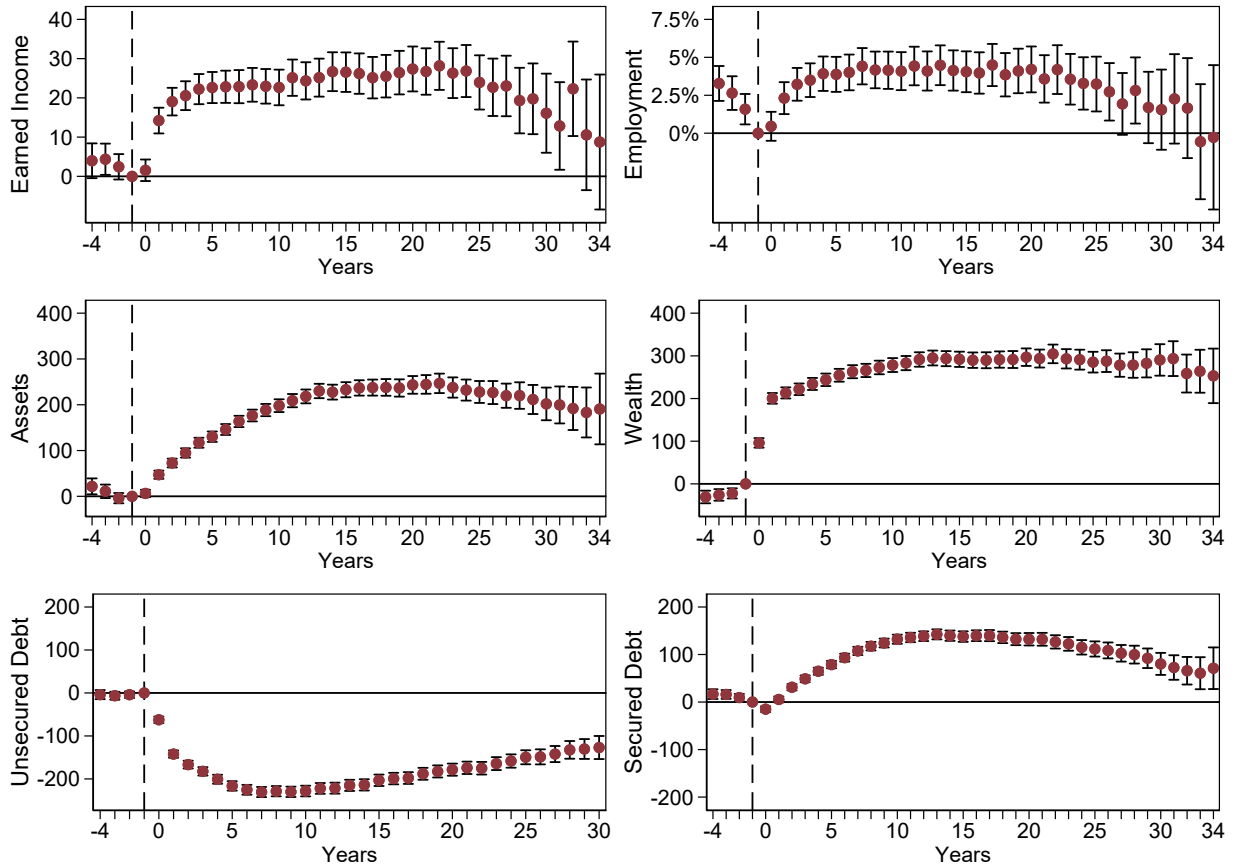 Earned Income
40
30
20
10
0
-4 0 5 10 15 20 25 30 34
Years
Employment
7.5%
5%
2.5%
0%
-4 0 5 10 15 20 25 30 34
Years
Assets
400
300
200
100
0
-4 0 5 10 15 20 25 30 34
Years
Wealth
400
300
200
100
0
-4 0 5 10 15 20 25 30 34
Years
Unsecured Debt
200
100
0
-100
-200
-4 0 5 10 15 20 25 30
Years
Secured Debt
200
100
0
-100
-200
-4 0 5 10 15 20 25 30 34
Years